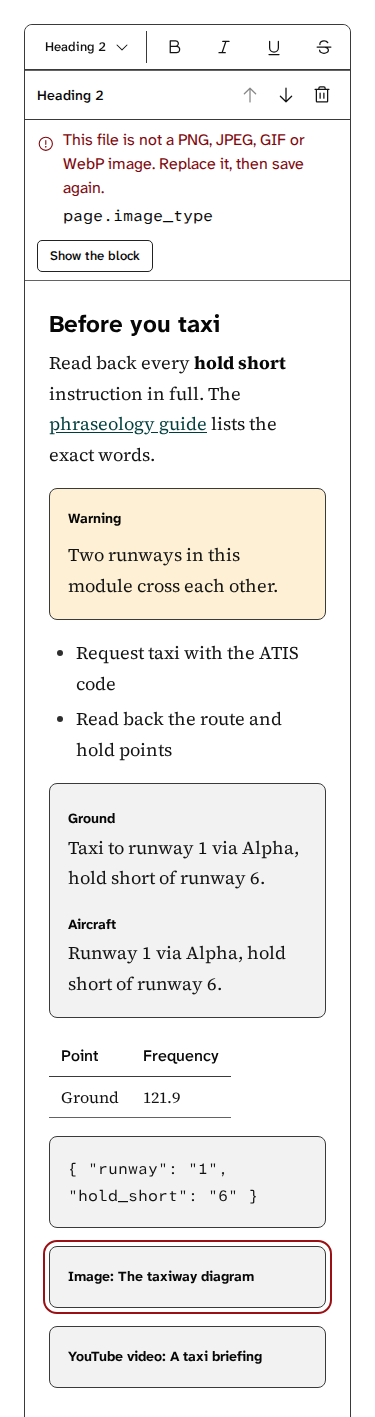 Heading 2
B I U S
Heading 2
This file is not a PNG, JPEG, GIF or
WebP image. Replace it, then save
again.
page.image_type
Show the block
Before you taxi
Read back every hold short
instruction in full. The
phraseology guide lists the
exact words.
Warning
Two runways in this
module cross each other.
Request taxi with the ATIS
code
Read back the route and
hold points
Ground
Taxi to runway 1 via Alpha,
hold short of runway 6.
Aircraft
Runway 1 via Alpha, hold
short of runway 6.
Point Frequency
Ground 121.9
{ "runway": "1",
"hold_short": "6" }
Image: The taxiway diagram
YouTube video: A taxi briefing